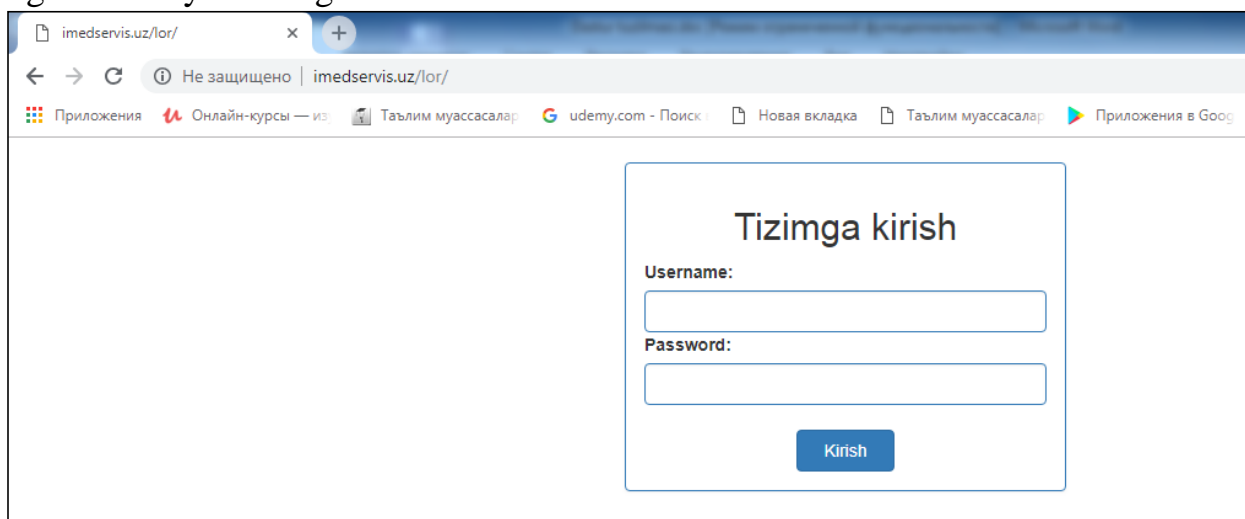 imedservis.uz/lor/
Не защищено | imedservis.uz/lor/
Приложения Онлайн-курсы — из Таълим муассасалар udemy.com - Поиск Новая вкладка Таълим муассасалар Приложения в Goog
Tizimga kirish
Username:
Password:
Kirish